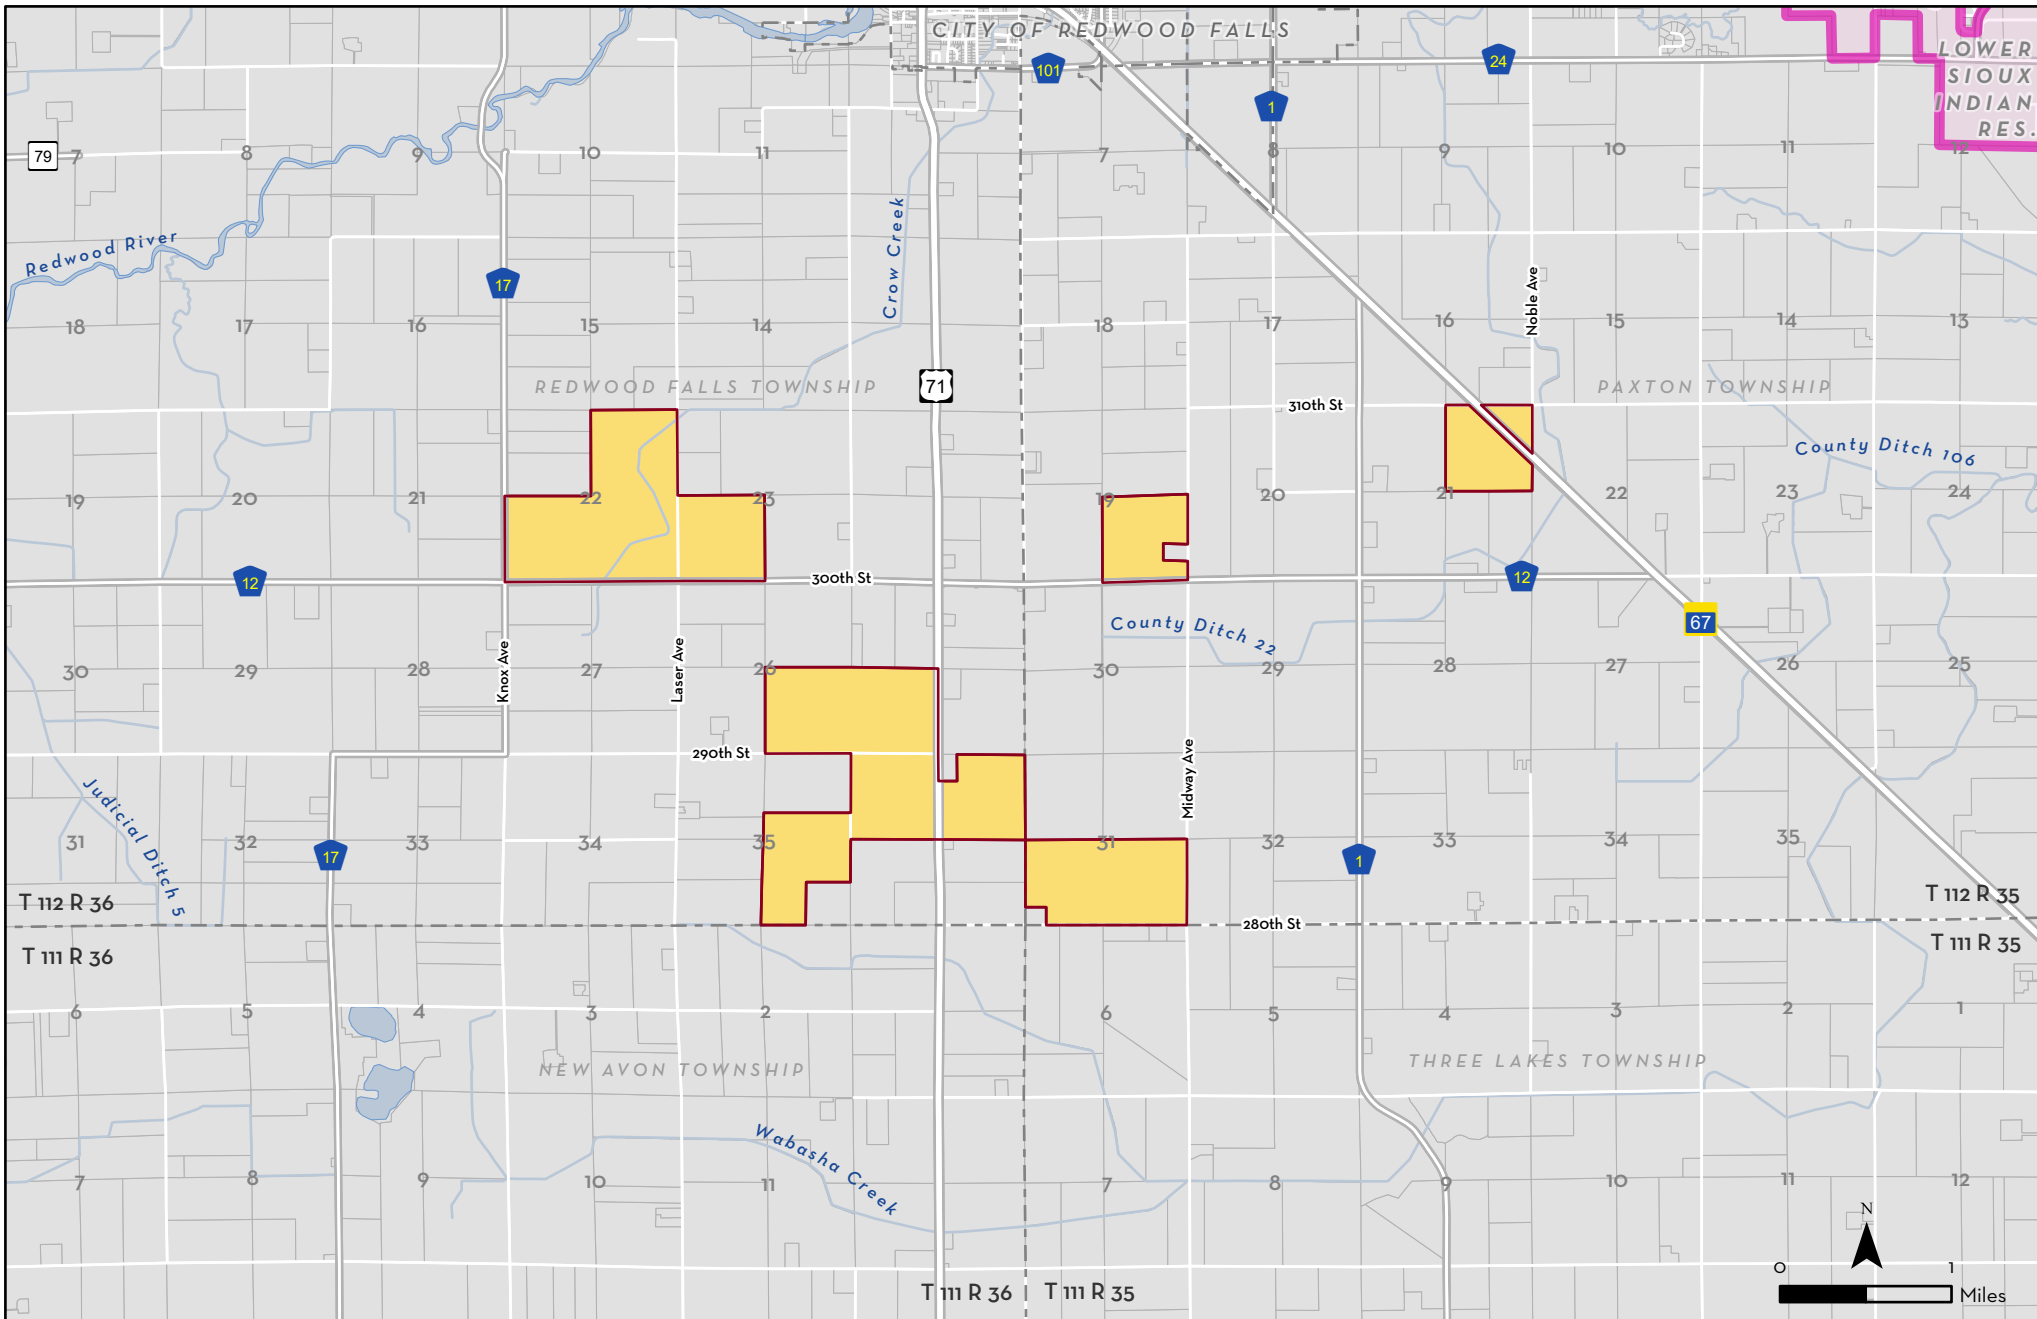 CITY OF REDWOOD FALLS
LOWER
SIOUX
INDIAN
RES.
101
24
1
79
7
8
9
10
11
7
8
9
10
11
12
Redwood River
17
Crow Creek
Noble Ave
18
17
16
15
14
18
17
16
15
14
13
71
REDWOOD FALLS TOWNSHIP
PAXTON TOWNSHIP
310th St
County Ditch 106
19
20
21
22
23
19
20
21
22
23
24
12
300th St
12
67
County Ditch 22
30
29
28
Knox Ave
27
Laser Ave
26
30
29
28
27
26
25
290th St
Midway Ave
Judicial Ditch 5
31
32
33
34
35
31
32
33
34
35
17
1
T 112 R 36
T 112 R 35
280th St
T 111 R 36
T 111 R 35
6
5
4
3
2
6
5
4
3
2
1
NEW AVON TOWNSHIP
THREE LAKES TOWNSHIP
Wabasha Creek
7
8
9
10
11
7
8
9
10
11
12
N
0
1
Miles
T 111 R 36
T 111 R 35